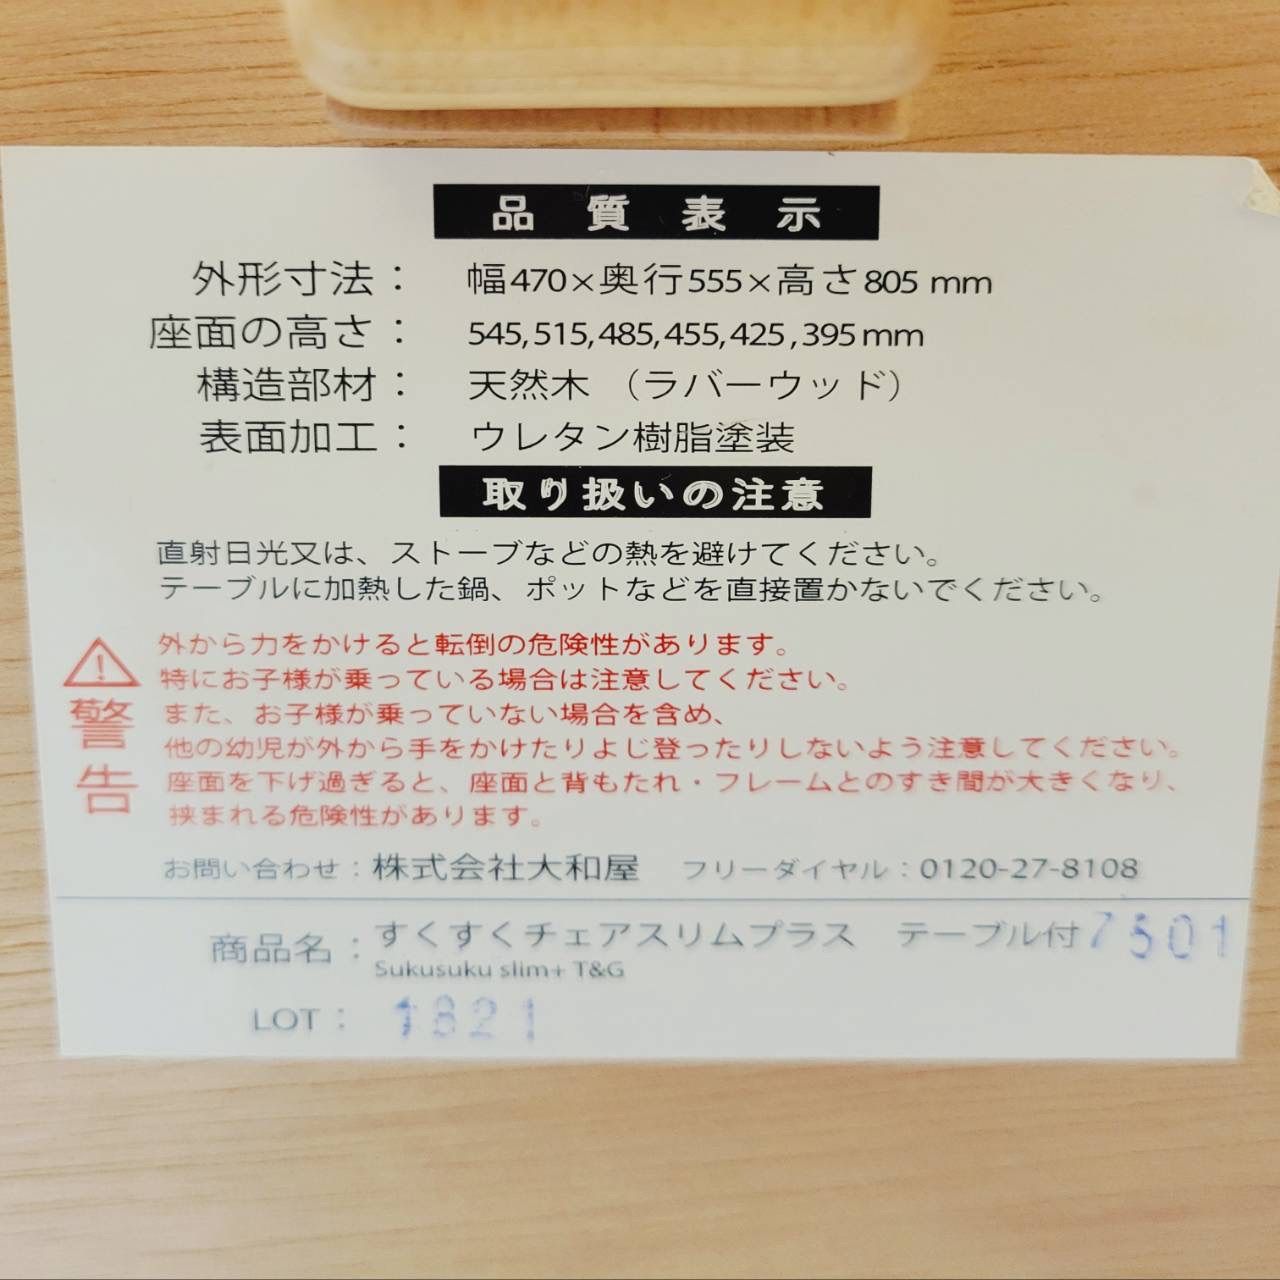 品質表示
外形寸法： 幅470×奥行555×高さ805 mm
座面の高さ： 545,515,485,455,425,395mm
構造部材： 天然木 （ラバーウッド）
表面加工： ウレタン樹脂塗装
取り扱いの注意
直射日光又は、ストーブなどの熱を避けてください。
テーブルに加熱した鍋、ポットなどを直接置かないでください。
警告
外から力をかけると転倒の危険性があります。
特にお子様が乗っている場合は注意してください。
また、お子様が乗っていない場合を含め、
他の幼児が外から手をかけたりよじ登ったりしないよう注意してください。
座面を下げ過ぎると、座面と背もたれ・フレームとのすき間が大きくなり、
挟まれる危険性があります。
お問い合わせ：株式会社大和屋 フリーダイヤル：0120-27-8108
商品名：すくすくチェアスリムプラス テーブル付 7501
Sukusuku slim+ T&G
LOT： 1821